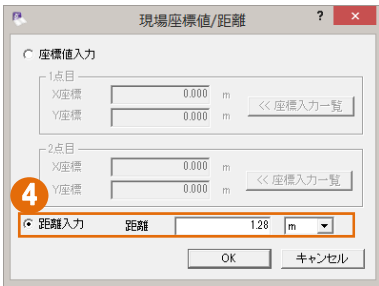 現場座標値/距離
? ×
座標値入力
1点目
X座標 0.000 m
Y座標 0.000 m
<< 座標入力一覧
2点目
X座標 0.000 m
Y座標 0.000 m
<< 座標入力一覧
4
距離入力 距離 1.28 m
OK キャンセル